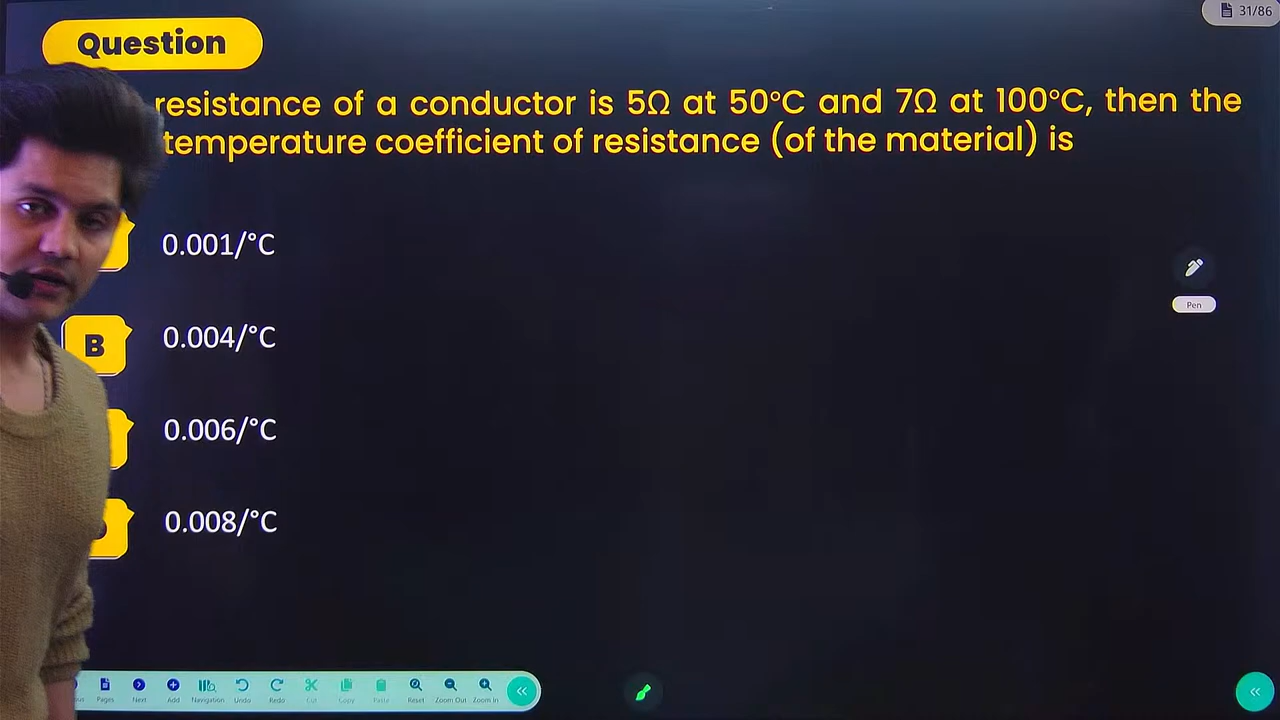 31/86
Question
resistance of a conductor is 5Ω at 50°C and 7Ω at 100°C, then the
temperature coefficient of resistance (of the material) is
0.001/°C
Pen
B 0.004/°C
0.006/°C
0.008/°C
Pages Next Add Navigation Undo Redo Cut Copy Paste Reset Zoom Out Zoom In